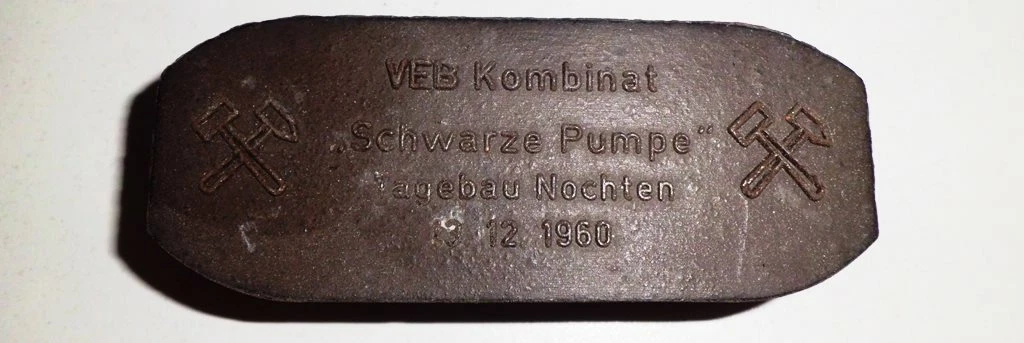 VEB Kombinat
„Schwarze Pumpe“
Tagebau Nochten
12 1960